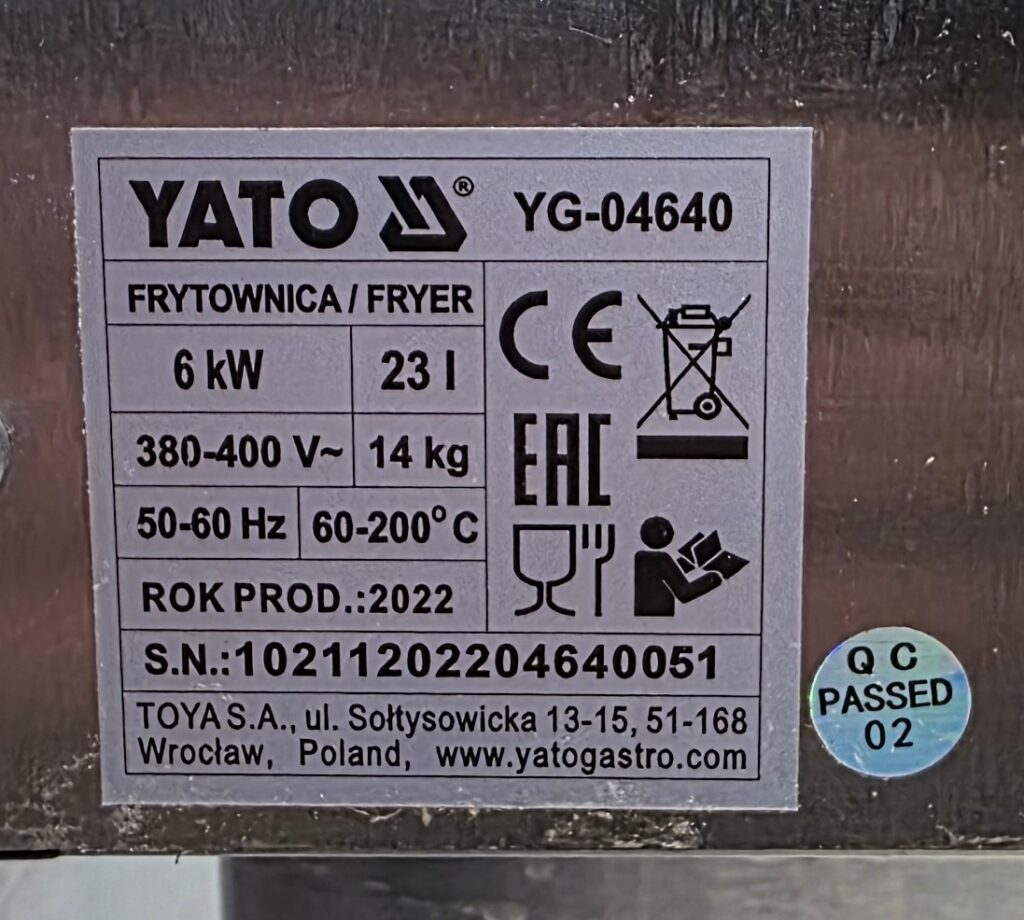 YATO ® YG-04640
FRYTOWNICA / FRYER
6 kW 23 l
380-400 V~ 14 kg
50-60 Hz 60-200°C
ROK PROD.:2022
CE
EAC
S.N.:10211202204640051
TOYA S.A., ul. Sołtysowicka 13-15, 51-168
Wrocław, Poland, www.yatogastro.com
Q C
PASSED
02